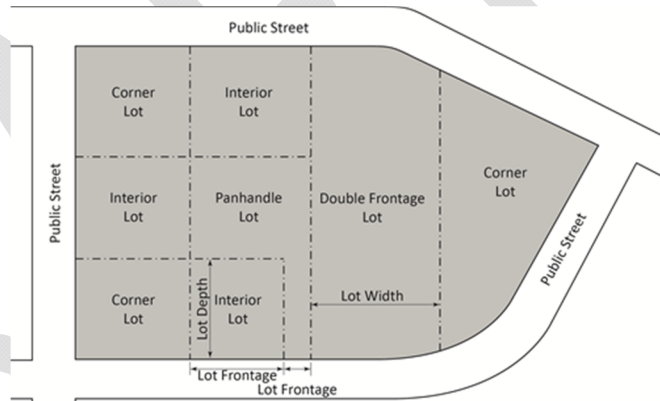 Public Street
Corner
Lot
Interior
Lot
Corner
Lot
Public Street
Interior
Lot
Panhandle
Lot
Double Frontage
Lot
Public Street
Corner
Lot
Lot Depth
Interior
Lot
Lot Width
Lot Frontage
Lot Frontage